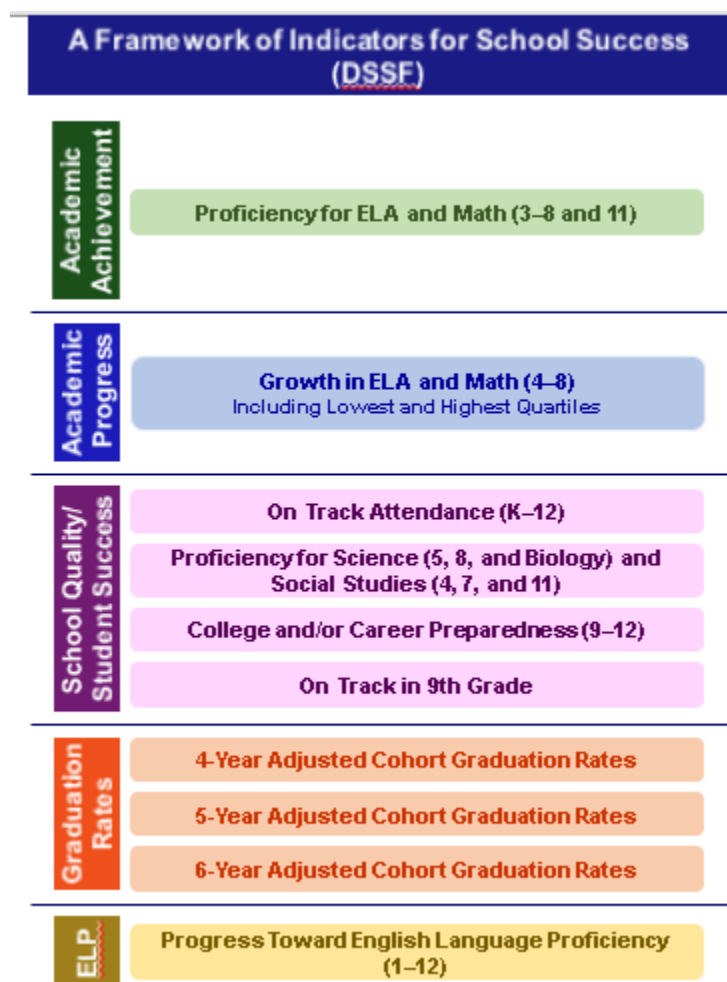 A Framework of Indicators for School Success
(DSSF)
Academic
Achievement
Proficiency for ELA and Math (3–8 and 11)
Academic
Progress
Growth in ELA and Math (4–8)
Including Lowest and Highest Quartiles
School Quality/
Student Success
On Track Attendance (K–12)
Proficiency for Science (5, 8, and Biology) and
Social Studies (4, 7, and 11)
College and/or Career Preparedness (9–12)
On Track in 9th Grade
Graduation
Rates
4-Year Adjusted Cohort Graduation Rates
5-Year Adjusted Cohort Graduation Rates
6-Year Adjusted Cohort Graduation Rates
ELP
Progress Toward English Language Proficiency
(1–12)